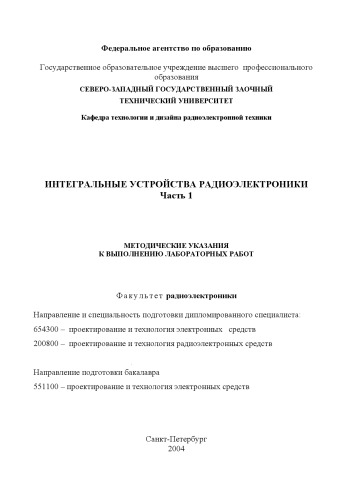 Федеральное агентство по образованию
Государственное образовательное учреждение высшего профессионального
образования
СЕВЕРО-ЗАПАДНЫЙ ГОСУДАРСТВЕННЫЙ ЗАОЧНЫЙ
ТЕХНИЧЕСКИЙ УНИВЕРСИТЕТ
Кафедра технологии и дизайна радиоэлектронной техники
ИНТЕГРАЛЬНЫЕ УСТРОЙСТВА РАДИОЭЛЕКТРОНИКИ
Часть 1
МЕТОДИЧЕСКИЕ УКАЗАНИЯ
К ВЫПОЛНЕНИЮ ЛАБОРАТОРНЫХ РАБОТ
Факультет радиоэлектроники
Направление и специальность подготовки дипломированного специалиста:
654300 – проектирование и технология электронных средств
200800 – проектирование и технология радиоэлектронных средств
Направление подготовки бакалавра
551100 – проектирование и технология электронных средств
Санкт-Петербург
2004